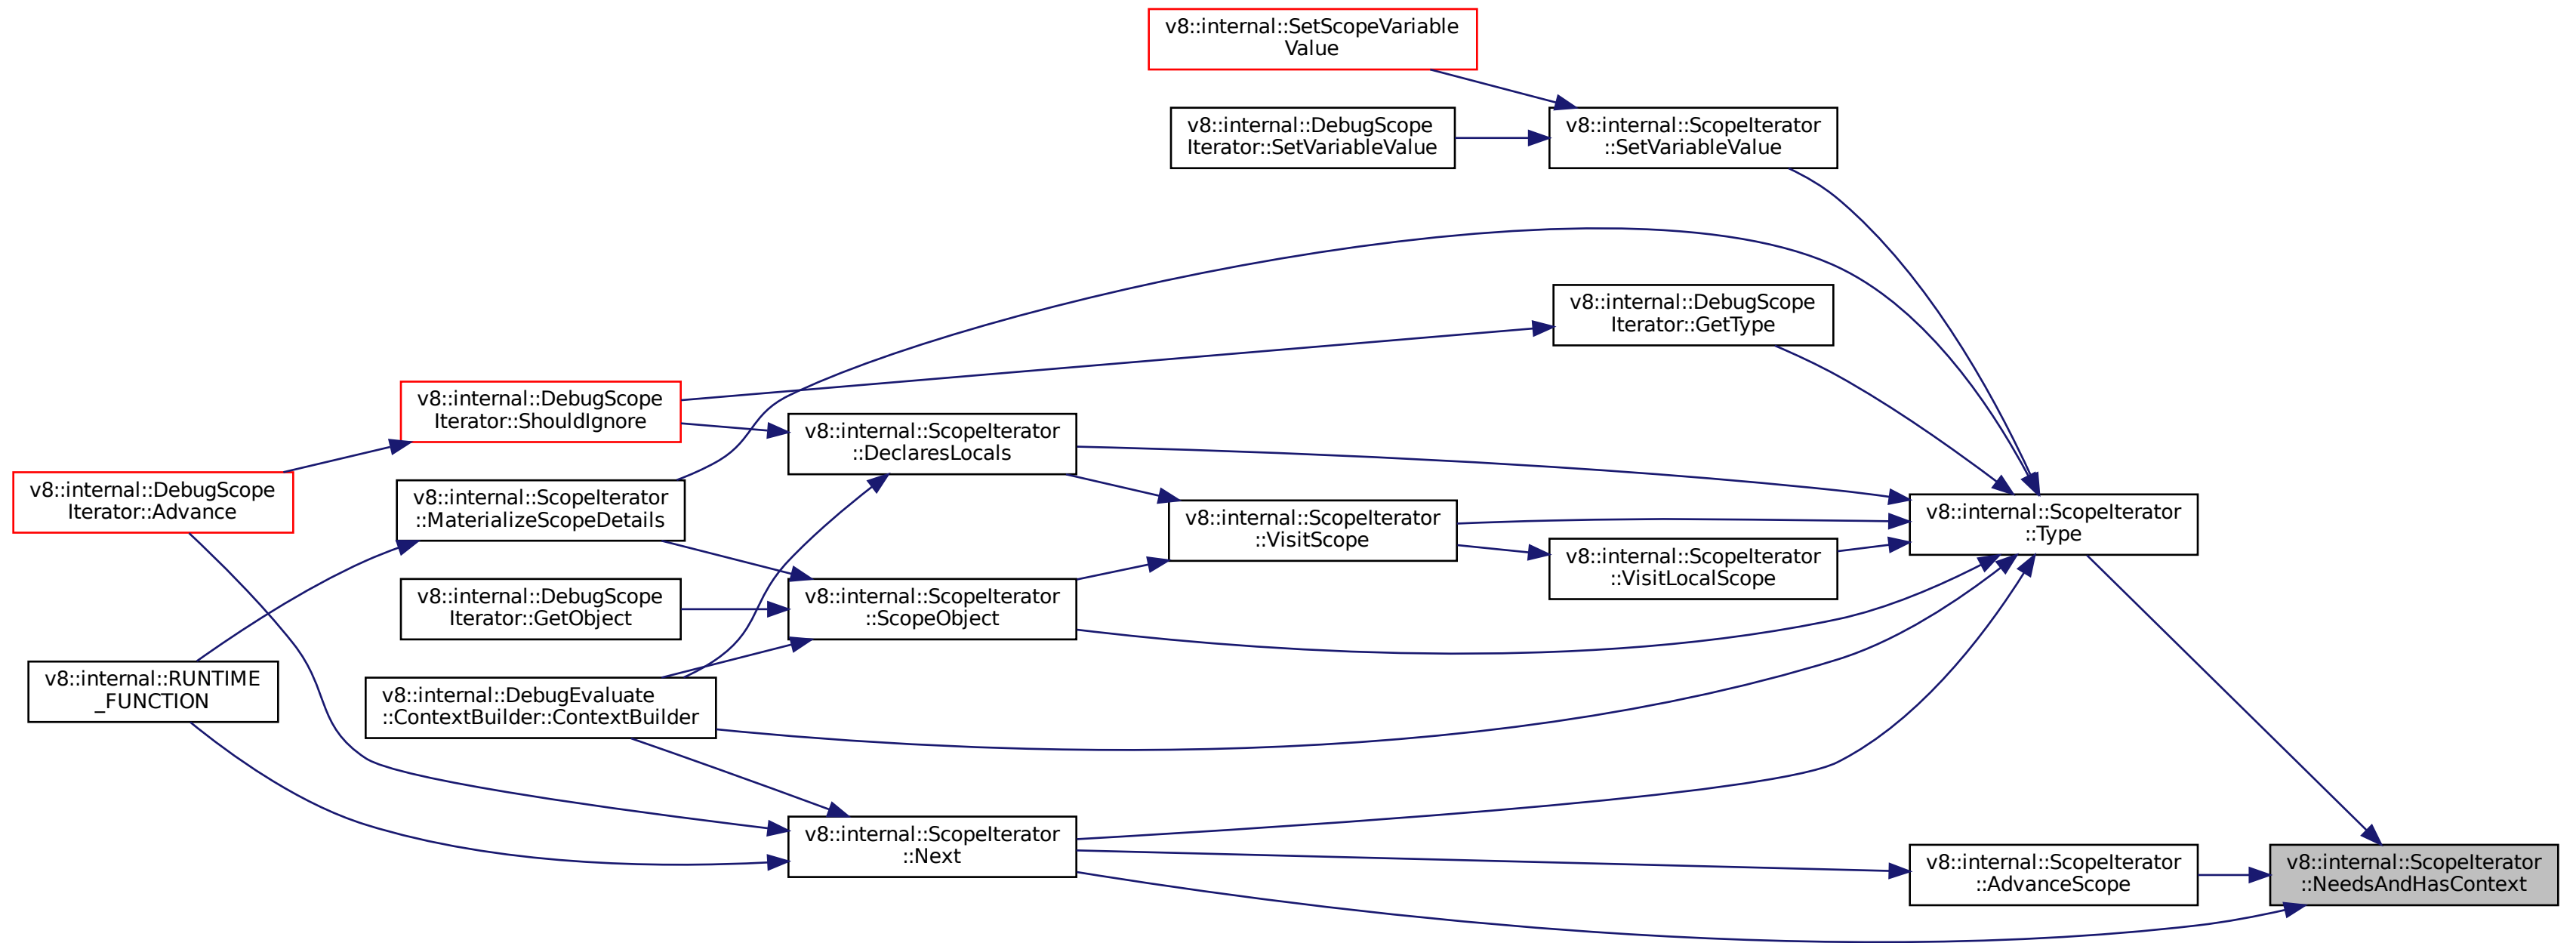 v8::internal::SetScopeVariable
Value
v8::internal::DebugScope
Iterator::SetVariableValue
v8::internal::ScopeIterator
::SetVariableValue
v8::internal::DebugScope
Iterator::GetType
v8::internal::DebugScope
Iterator::ShouldIgnore
v8::internal::ScopeIterator
::DeclaresLocals
v8::internal::DebugScope
Iterator::Advance
v8::internal::ScopeIterator
::MaterializeScopeDetails
v8::internal::ScopeIterator
::VisitScope
v8::internal::ScopeIterator
::Type
v8::internal::ScopeIterator
::VisitLocalScope
v8::internal::DebugScope
Iterator::GetObject
v8::internal::ScopeIterator
::ScopeObject
v8::internal::RUNTIME
_FUNCTION
v8::internal::DebugEvaluate
::ContextBuilder::ContextBuilder
v8::internal::ScopeIterator
::Next
v8::internal::ScopeIterator
::AdvanceScope
v8::internal::ScopeIterator
::NeedsAndHasContext